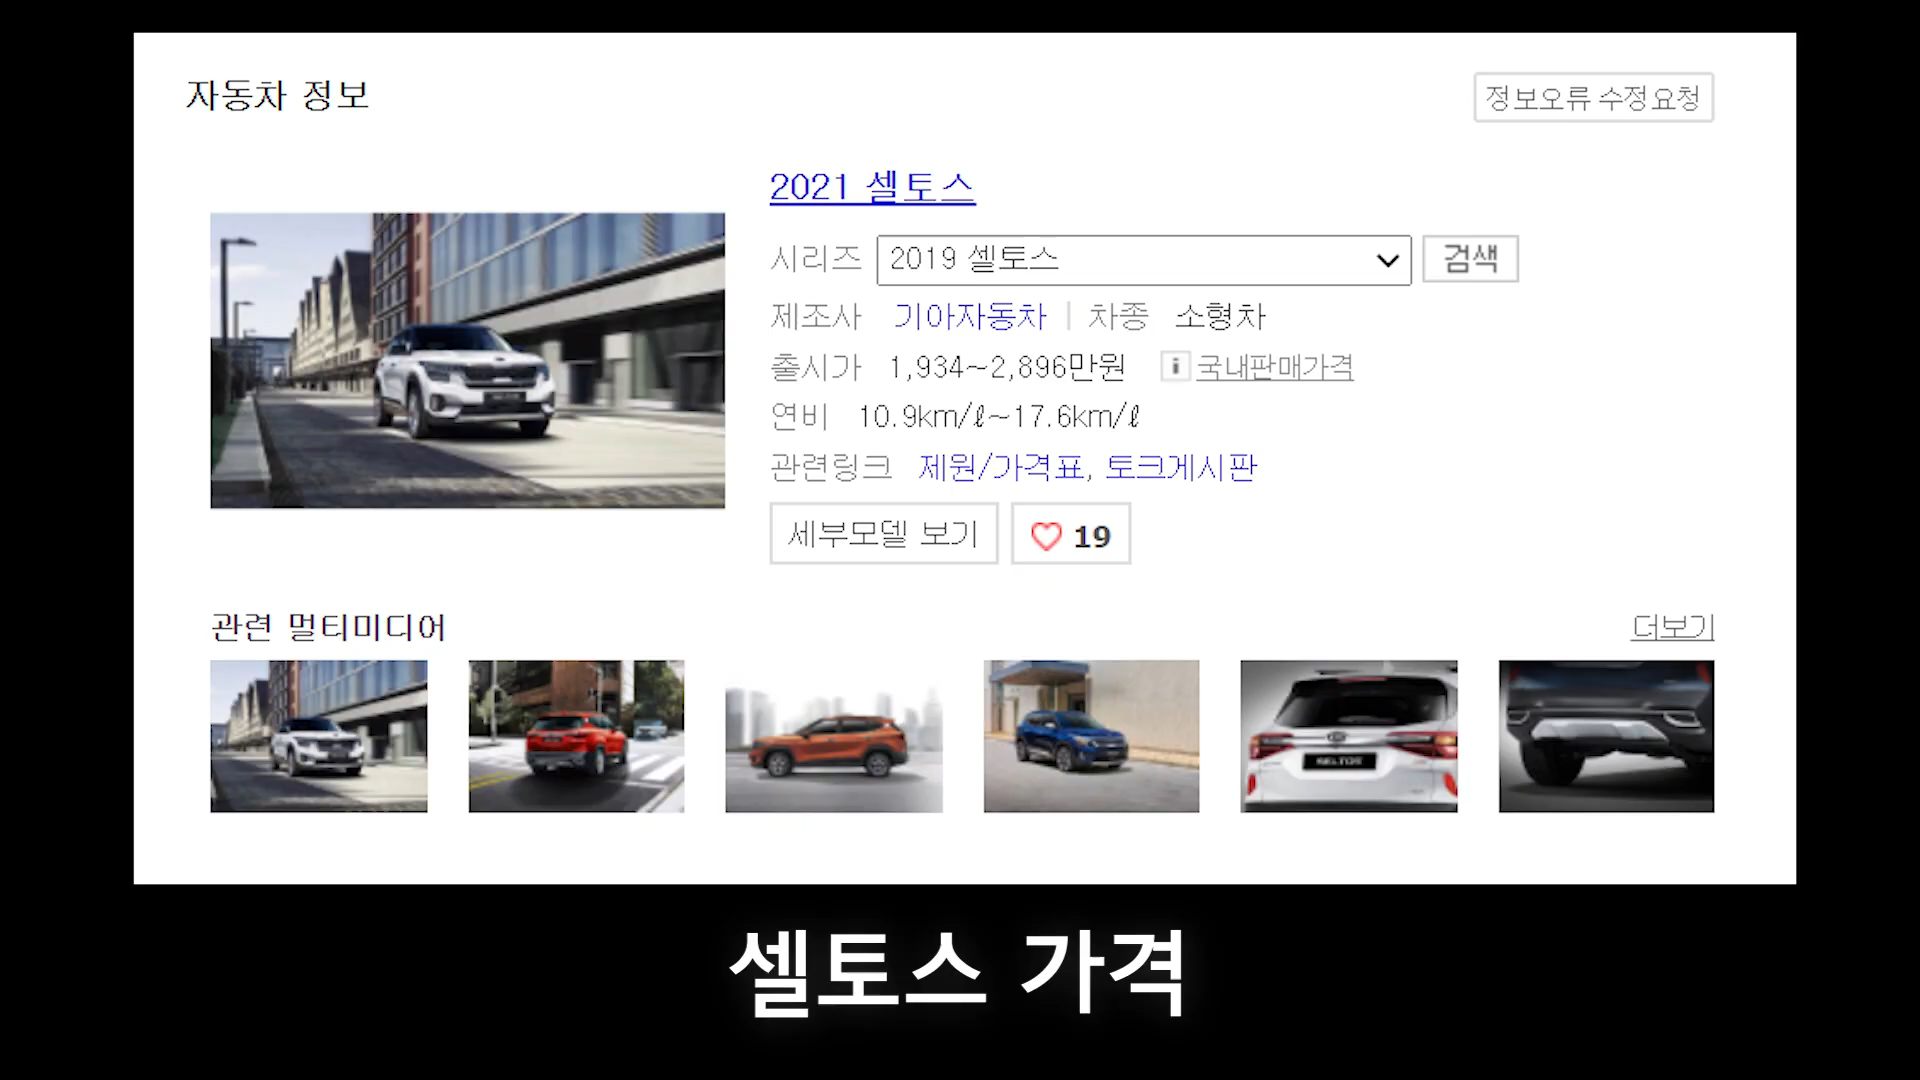 자동차 정보
정보오류 수정요청
2021 셀토스
시리즈 2019 셀토스 검색
제조사 기아자동차 | 차종 소형차
출시가 1,934~2,896만원 i 국내판매가격
연비 10.9km/ℓ~17.6km/ℓ
관련링크 제원/가격표, 토크게시판
세부모델 보기 ♡ 19
관련 멀티미디어
더보기
셀토스 가격